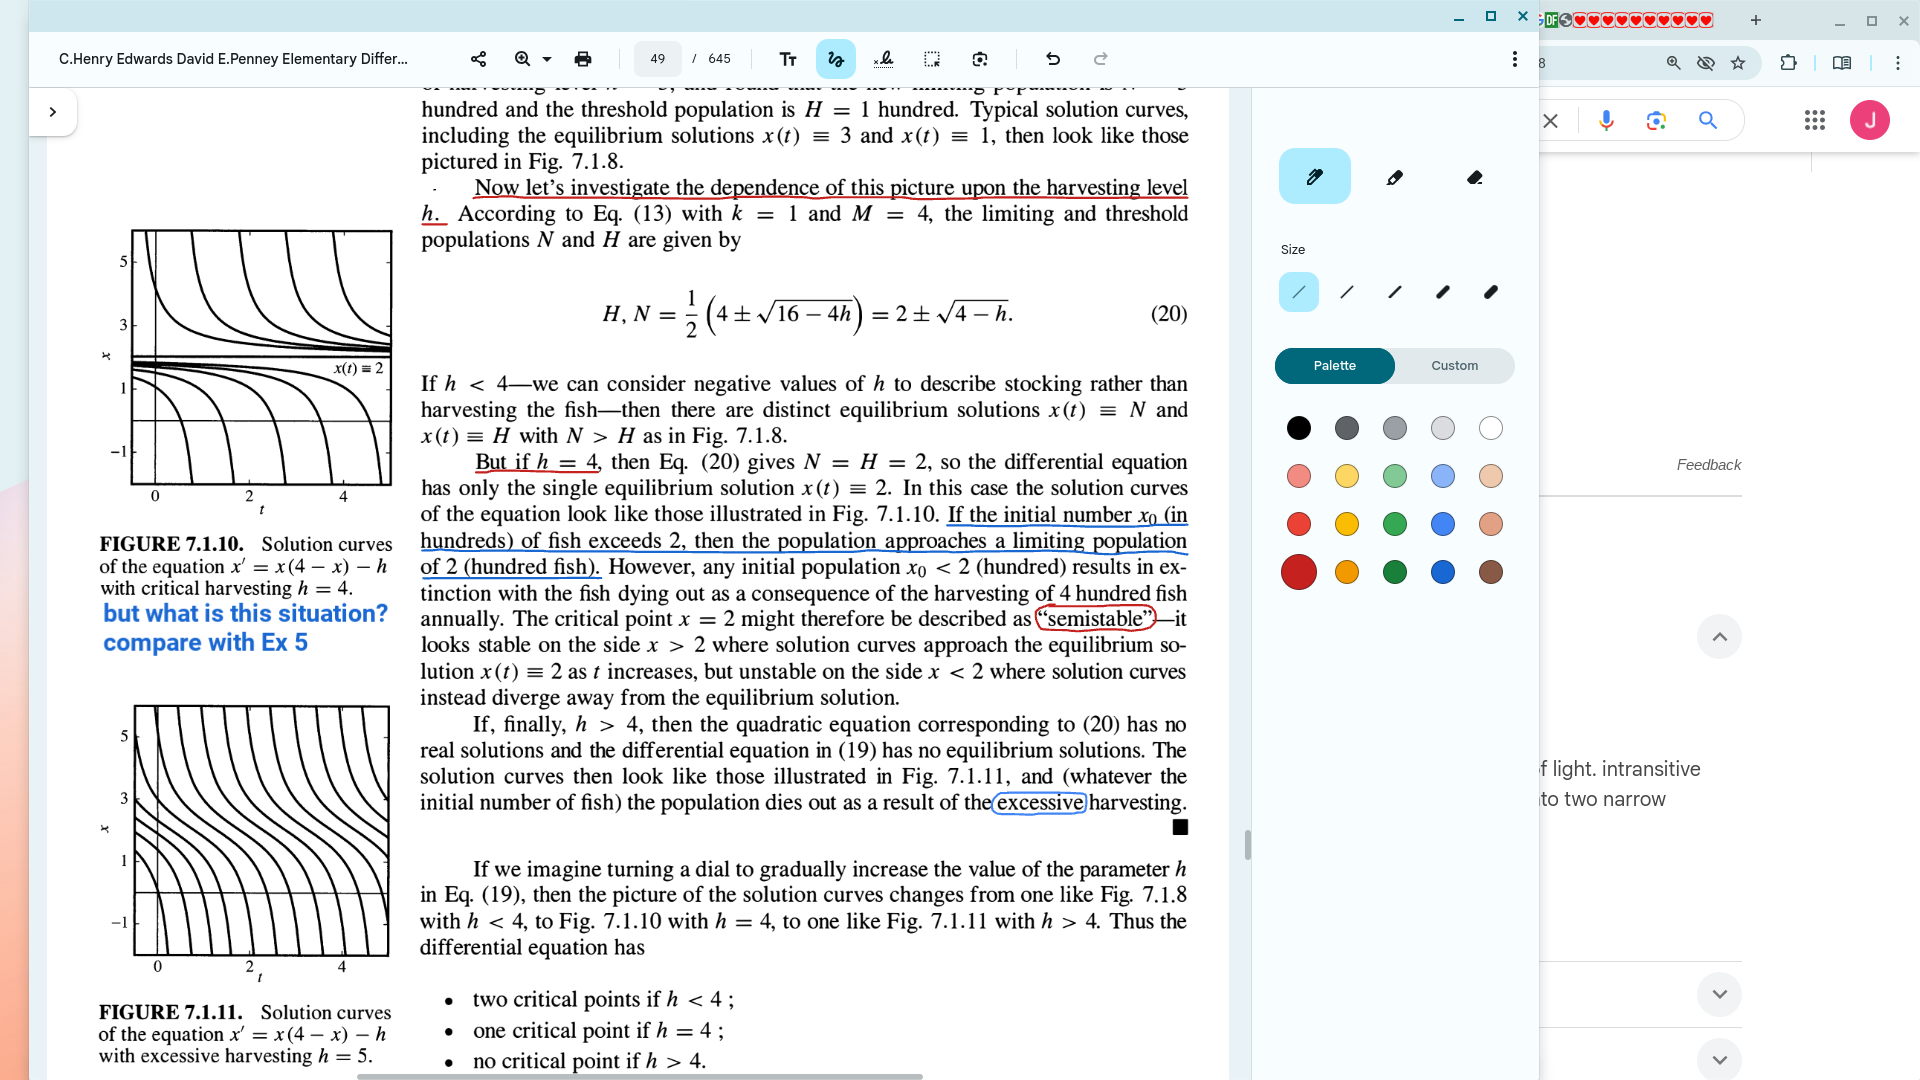 C.Henry Edwards David E.Penney Elementary Differ...
49 / 645
8
hundred and the threshold population is H = 1 hundred. Typical solution curves,
including the equilibrium solutions x(t) ≡ 3 and x(t) ≡ 1, then look like those
pictured in Fig. 7.1.8.
Now let's investigate the dependence of this picture upon the harvesting level
h. According to Eq. (13) with k = 1 and M = 4, the limiting and threshold
populations N and H are given by
H, N = 1/2 (4 ± √16 − 4h) = 2 ± √4 − h. (20)
If h < 4—we can consider negative values of h to describe stocking rather than
harvesting the fish—then there are distinct equilibrium solutions x(t) ≡ N and
x(t) ≡ H with N > H as in Fig. 7.1.8.
But if h = 4, then Eq. (20) gives N = H = 2, so the differential equation
has only the single equilibrium solution x(t) ≡ 2. In this case the solution curves
of the equation look like those illustrated in Fig. 7.1.10. If the initial number x₀ (in
hundreds) of fish exceeds 2, then the population approaches a limiting population
of 2 (hundred fish). However, any initial population x₀ < 2 (hundred) results in ex-
tinction with the fish dying out as a consequence of the harvesting of 4 hundred fish
annually. The critical point x = 2 might therefore be described as "semistable"—it
looks stable on the side x > 2 where solution curves approach the equilibrium so-
lution x(t) ≡ 2 as t increases, but unstable on the side x < 2 where solution curves
instead diverge away from the equilibrium solution.
If, finally, h > 4, then the quadratic equation corresponding to (20) has no
real solutions and the differential equation in (19) has no equilibrium solutions. The
solution curves then look like those illustrated in Fig. 7.1.11, and (whatever the
initial number of fish) the population dies out as a result of the excessive harvesting.
If we imagine turning a dial to gradually increase the value of the parameter h
in Eq. (19), then the picture of the solution curves changes from one like Fig. 7.1.8
with h < 4, to Fig. 7.1.10 with h = 4, to one like Fig. 7.1.11 with h > 4. Thus the
differential equation has
• two critical points if h < 4 ;
• one critical point if h = 4 ;
• no critical point if h > 4.
5
3
x
1
−1
x(t) ≡ 2
0 2 4
t
FIGURE 7.1.10. Solution curves
of the equation x′ = x(4 − x) − h
with critical harvesting h = 4.
but what is this situation?
compare with Ex 5
5
3
x
1
−1
0 2 4
t
FIGURE 7.1.11. Solution curves
of the equation x′ = x(4 − x) − h
with excessive harvesting h = 5.
Size
Palette
Custom
J
Feedback
of light. intransitive
to two narrow